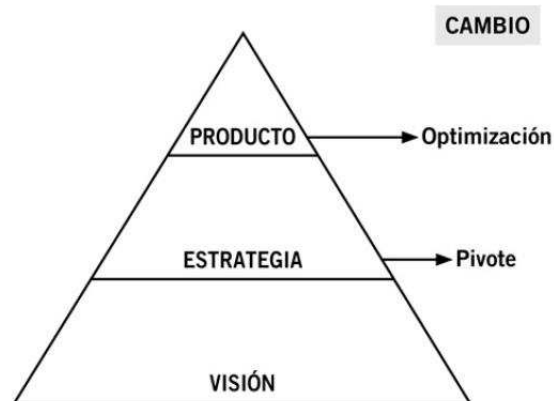 CAMBIO
PRODUCTO
Optimización
ESTRATEGIA
Pivote
VISIÓN